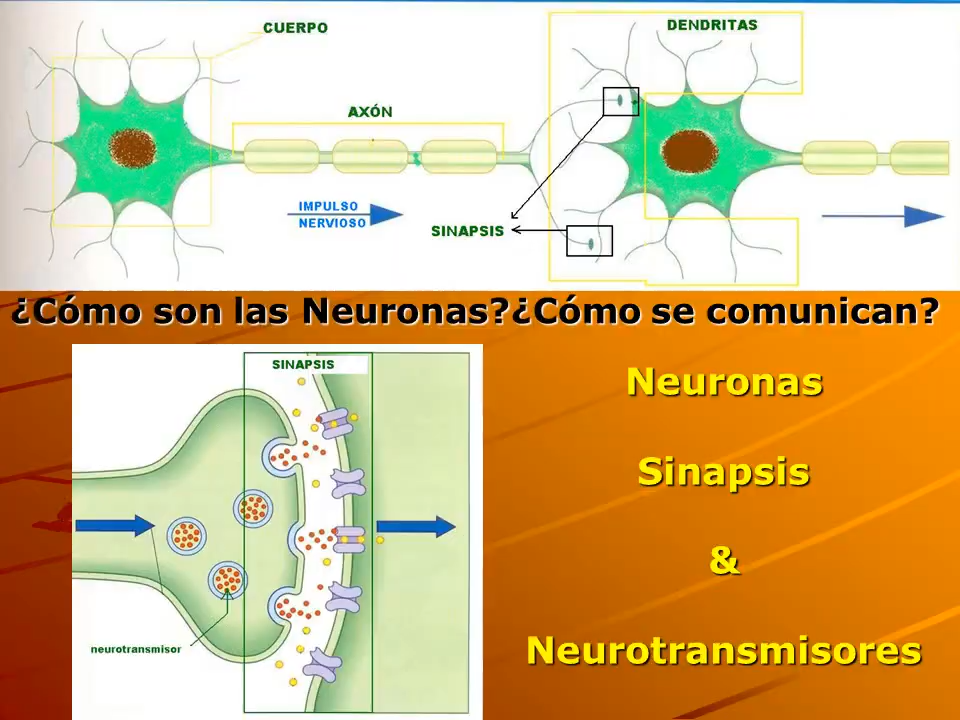 CUERPO
DENDRITAS
AXÓN
IMPULSO
NERVIOSO
SINAPSIS
¿Cómo son las Neuronas?¿Cómo se comunican?
SINAPSIS
neurotransmisor
Neuronas
Sinapsis
&
Neurotransmisores